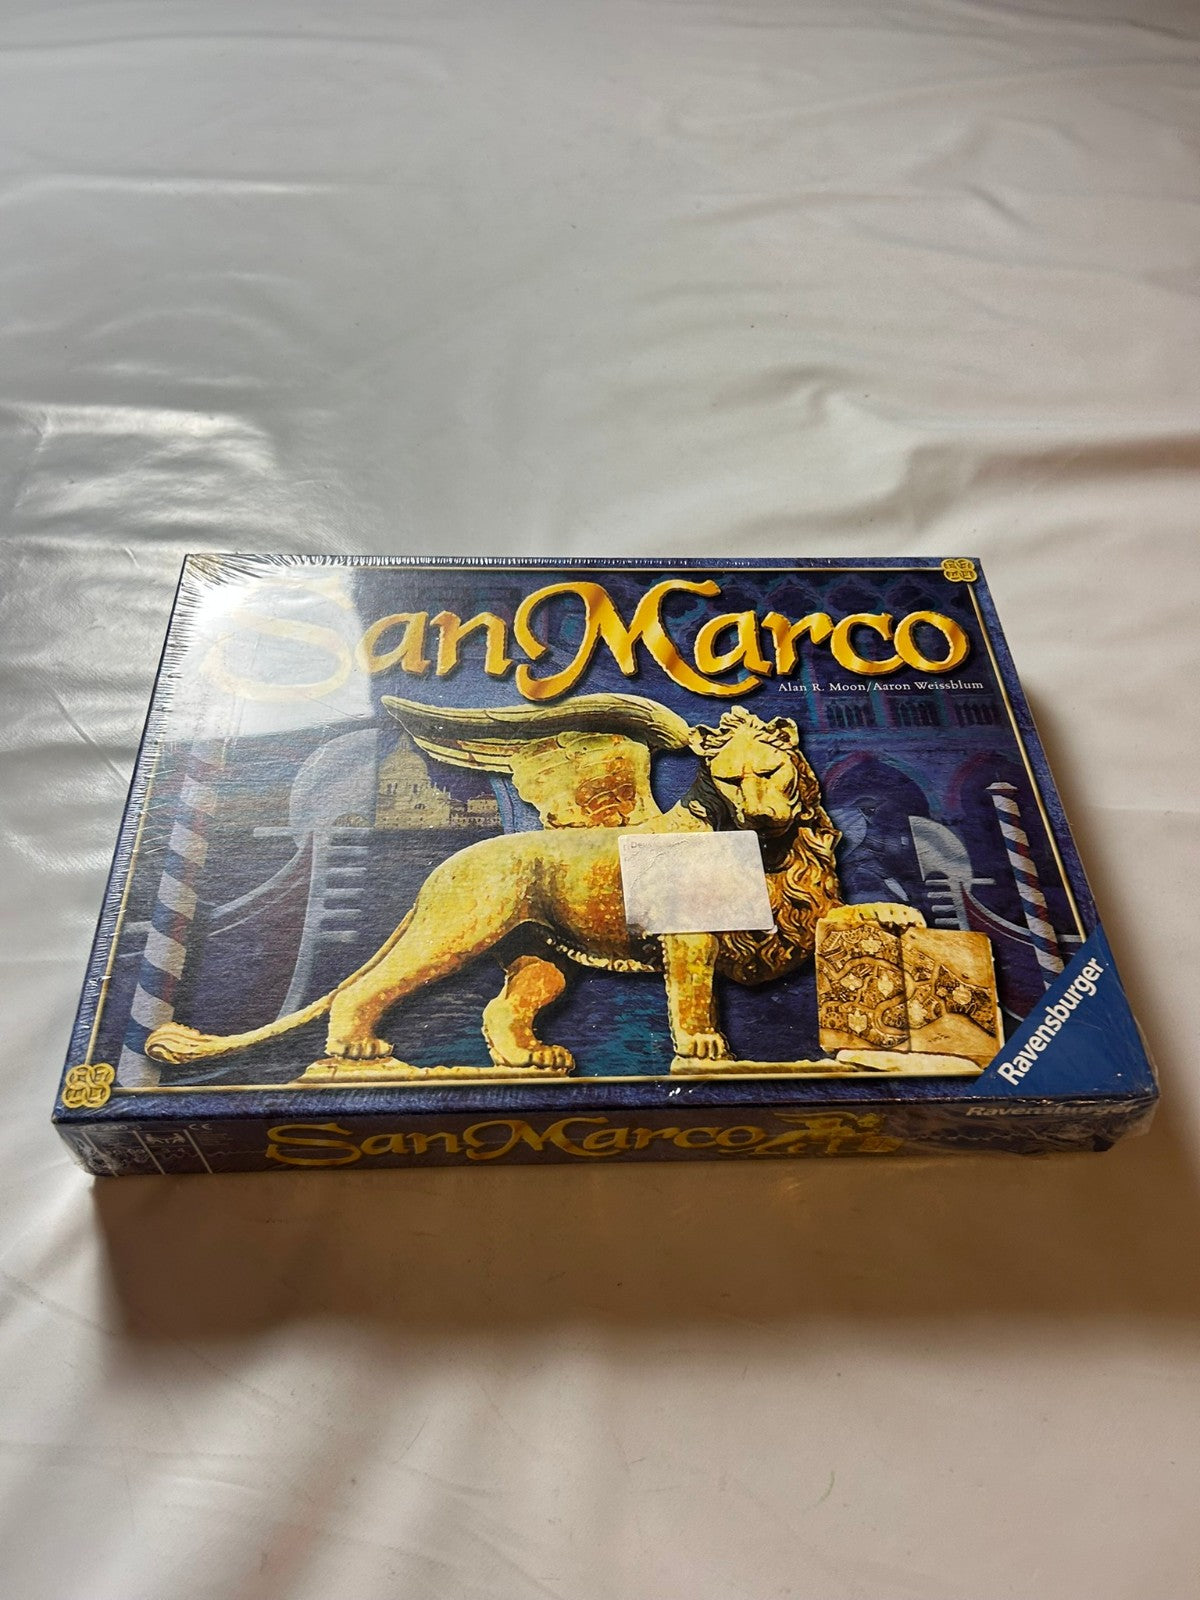 San Marco
Alan R. Moon/Aaron Weissblum
Ravensburger
San Marco
Ravensburger